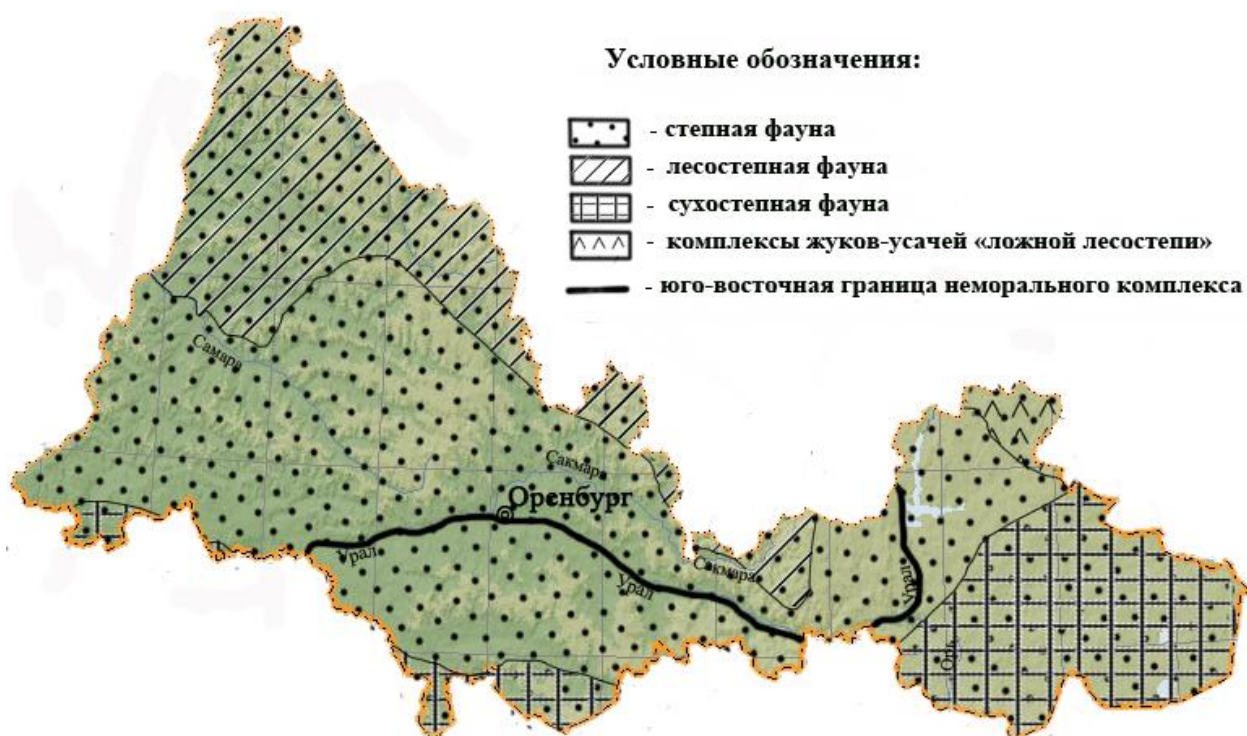 Условные обозначения:
- степная фауна
- лесостепная фауна
- сухостепная фауна
- комплексы жуков-усачей «ложной лесостепи»
- юго-восточная граница неморального комплекса
Самара
Сакмара
Оренбург
Урал
Урал
Сакмара
Урал
Орь